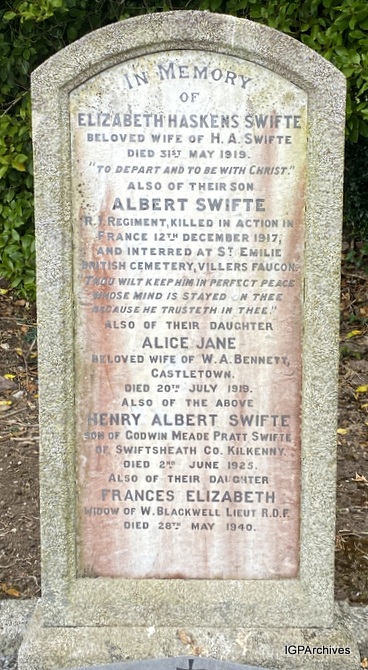 IN MEMORY
OF
ELIZABETH HASKENS SWIFTE
BELOVED WIFE OF H. A. SWIFTE
DIED 31ST MAY 1919.
"TO DEPART AND TO BE WITH CHRIST."
ALSO OF THEIR SON
ALBERT SWIFTE
R.I. REGIMENT, KILLED IN ACTION IN
FRANCE 12TH DECEMBER 1917,
AND INTERRED AT ST EMILIE
BRITISH CEMETERY, VILLERS FAUCON.
"THOU WILT KEEP HIM IN PERFECT PEACE
WHOSE MIND IS STAYED ON THEE
BECAUSE HE TRUSTETH IN THEE."
ALSO OF THEIR DAUGHTER
ALICE JANE
BELOVED WIFE OF W. A. BENNETT,
CASTLETOWN.
DIED 20TH JULY 1919.
ALSO OF THE ABOVE
HENRY ALBERT SWIFTE
SON OF GODWIN MEADE PRATT SWIFTE
OF SWIFTSHEATH CO. KILKENNY.
DIED 2ND JUNE 1925.
ALSO OF THEIR DAUGHTER
FRANCES ELIZABETH
WIDOW OF W. BLACKWELL LIEUT R.D.F.
DIED 28TH MAY 1940.
IGPArchives